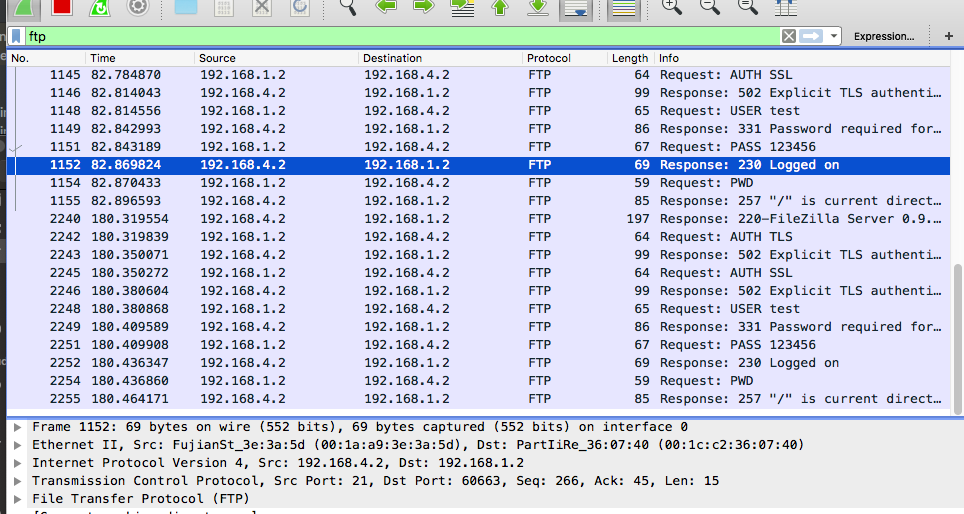 ftp Expression... +
No. Time Source Destination Protocol Length Info
1145 82.784870 192.168.1.2 192.168.4.2 FTP 64 Request: AUTH SSL
1146 82.814043 192.168.4.2 192.168.1.2 FTP 99 Response: 502 Explicit TLS authenti…
1148 82.814556 192.168.1.2 192.168.4.2 FTP 65 Request: USER test
1149 82.842993 192.168.4.2 192.168.1.2 FTP 86 Response: 331 Password required for…
1151 82.843189 192.168.1.2 192.168.4.2 FTP 67 Request: PASS 123456
1152 82.869824 192.168.4.2 192.168.1.2 FTP 69 Response: 230 Logged on
1154 82.870433 192.168.1.2 192.168.4.2 FTP 59 Request: PWD
1155 82.896593 192.168.4.2 192.168.1.2 FTP 85 Response: 257 "/" is current direct…
2240 180.319554 192.168.4.2 192.168.1.2 FTP 197 Response: 220-FileZilla Server 0.9.…
2242 180.319839 192.168.1.2 192.168.4.2 FTP 64 Request: AUTH TLS
2243 180.350071 192.168.4.2 192.168.1.2 FTP 99 Response: 502 Explicit TLS authenti…
2245 180.350272 192.168.1.2 192.168.4.2 FTP 64 Request: AUTH SSL
2246 180.380604 192.168.4.2 192.168.1.2 FTP 99 Response: 502 Explicit TLS authenti…
2248 180.380868 192.168.1.2 192.168.4.2 FTP 65 Request: USER test
2249 180.409589 192.168.4.2 192.168.1.2 FTP 86 Response: 331 Password required for…
2251 180.409908 192.168.1.2 192.168.4.2 FTP 67 Request: PASS 123456
2252 180.436347 192.168.4.2 192.168.1.2 FTP 69 Response: 230 Logged on
2254 180.436860 192.168.1.2 192.168.4.2 FTP 59 Request: PWD
2255 180.464171 192.168.4.2 192.168.1.2 FTP 85 Response: 257 "/" is current direct…
Frame 1152: 69 bytes on wire (552 bits), 69 bytes captured (552 bits) on interface 0
Ethernet II, Src: FujianSt_3e:3a:5d (00:1a:a9:3e:3a:5d), Dst: PartIiRe_36:07:40 (00:1c:c2:36:07:40)
Internet Protocol Version 4, Src: 192.168.4.2, Dst: 192.168.1.2
Transmission Control Protocol, Src Port: 21, Dst Port: 60663, Seq: 266, Ack: 45, Len: 15
File Transfer Protocol (FTP)